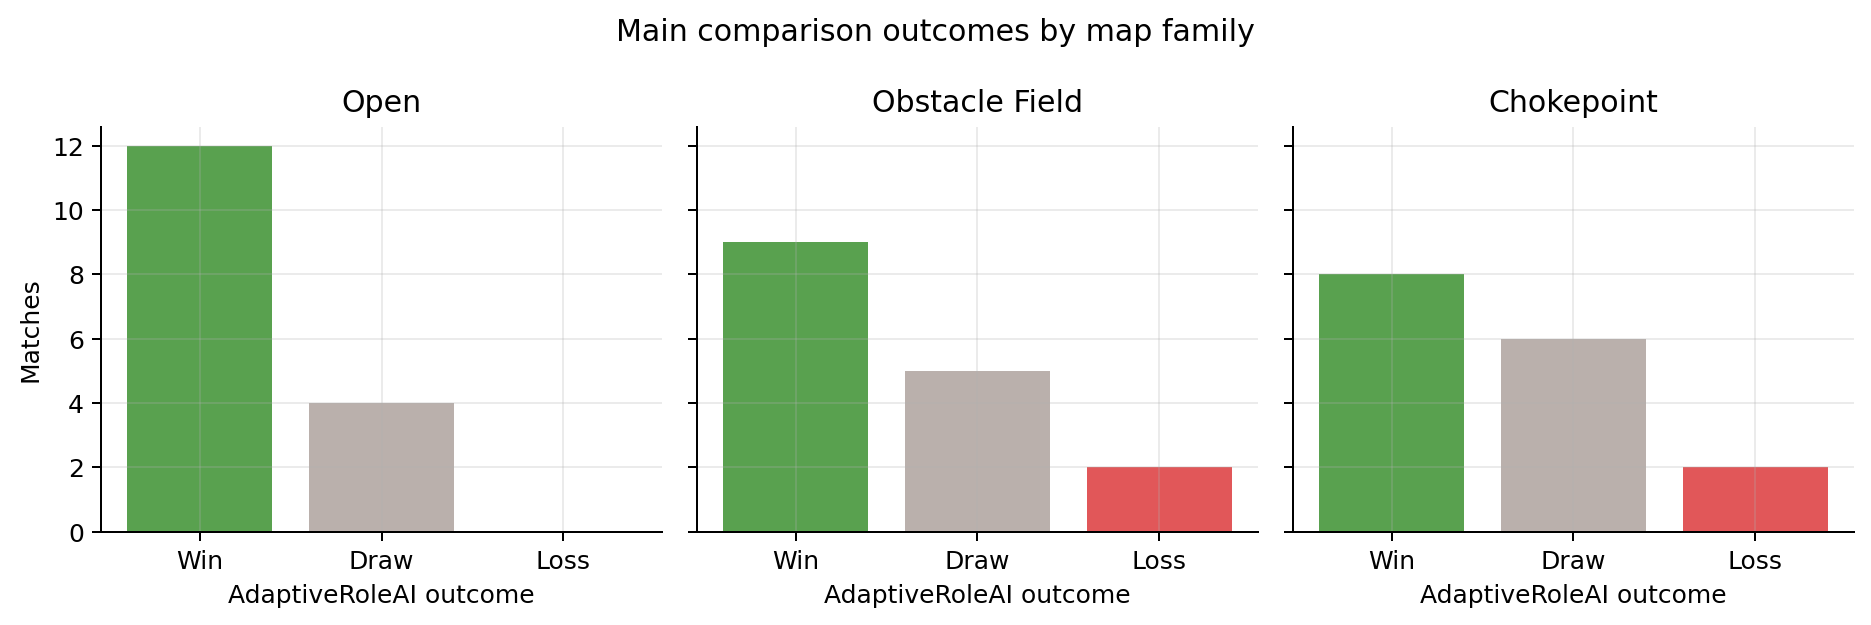 Main comparison outcomes by map family
Open
Obstacle Field
Chokepoint
Matches
12
10
8
6
4
2
0
Win Draw Loss
AdaptiveRoleAI outcome
Win Draw Loss
AdaptiveRoleAI outcome
Win Draw Loss
AdaptiveRoleAI outcome